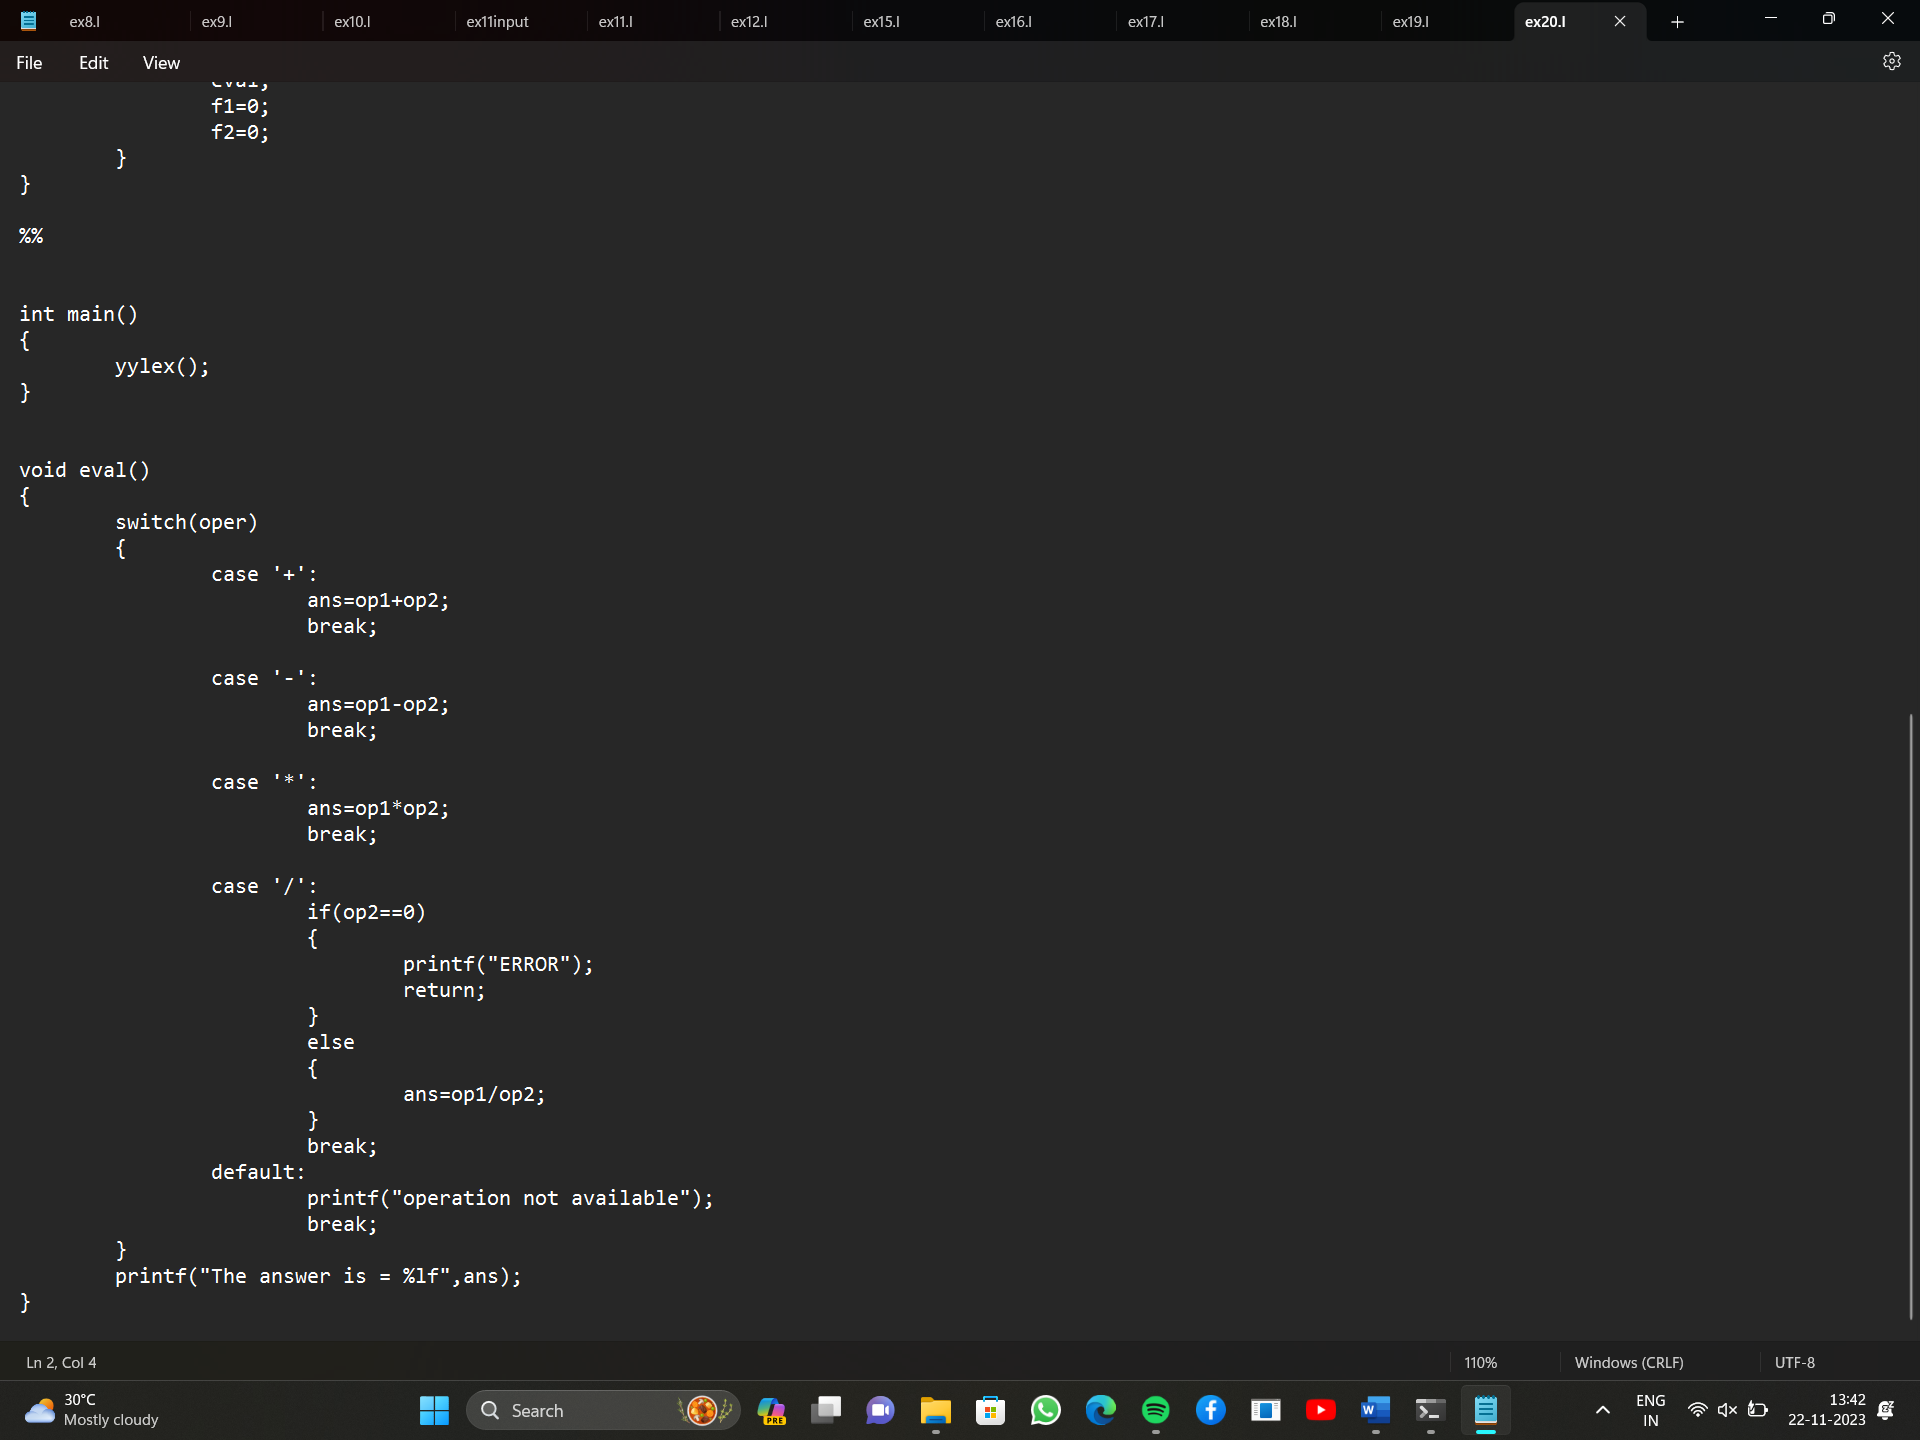 ex8.l ex9.l ex10.l ex11input ex11.l ex12.l ex15.l ex16.l ex17.l ex18.l ex19.l ex20.l
File Edit View
eval;
f1=0;
f2=0;
}
}
%%
int main()
{
yylex();
}
void eval()
{
switch(oper)
{
case '+':
ans=op1+op2;
break;
case '-':
ans=op1-op2;
break;
case '*':
ans=op1*op2;
break;
case '/':
if(op2==0)
{
printf("ERROR");
return;
}
else
{
ans=op1/op2;
}
break;
default:
printf("operation not available");
break;
}
printf("The answer is = %lf",ans);
}
Ln 2, Col 4 110% Windows (CRLF) UTF-8
30°C
Mostly cloudy
Search
PRE
ENG
IN
13:42
22-11-2023